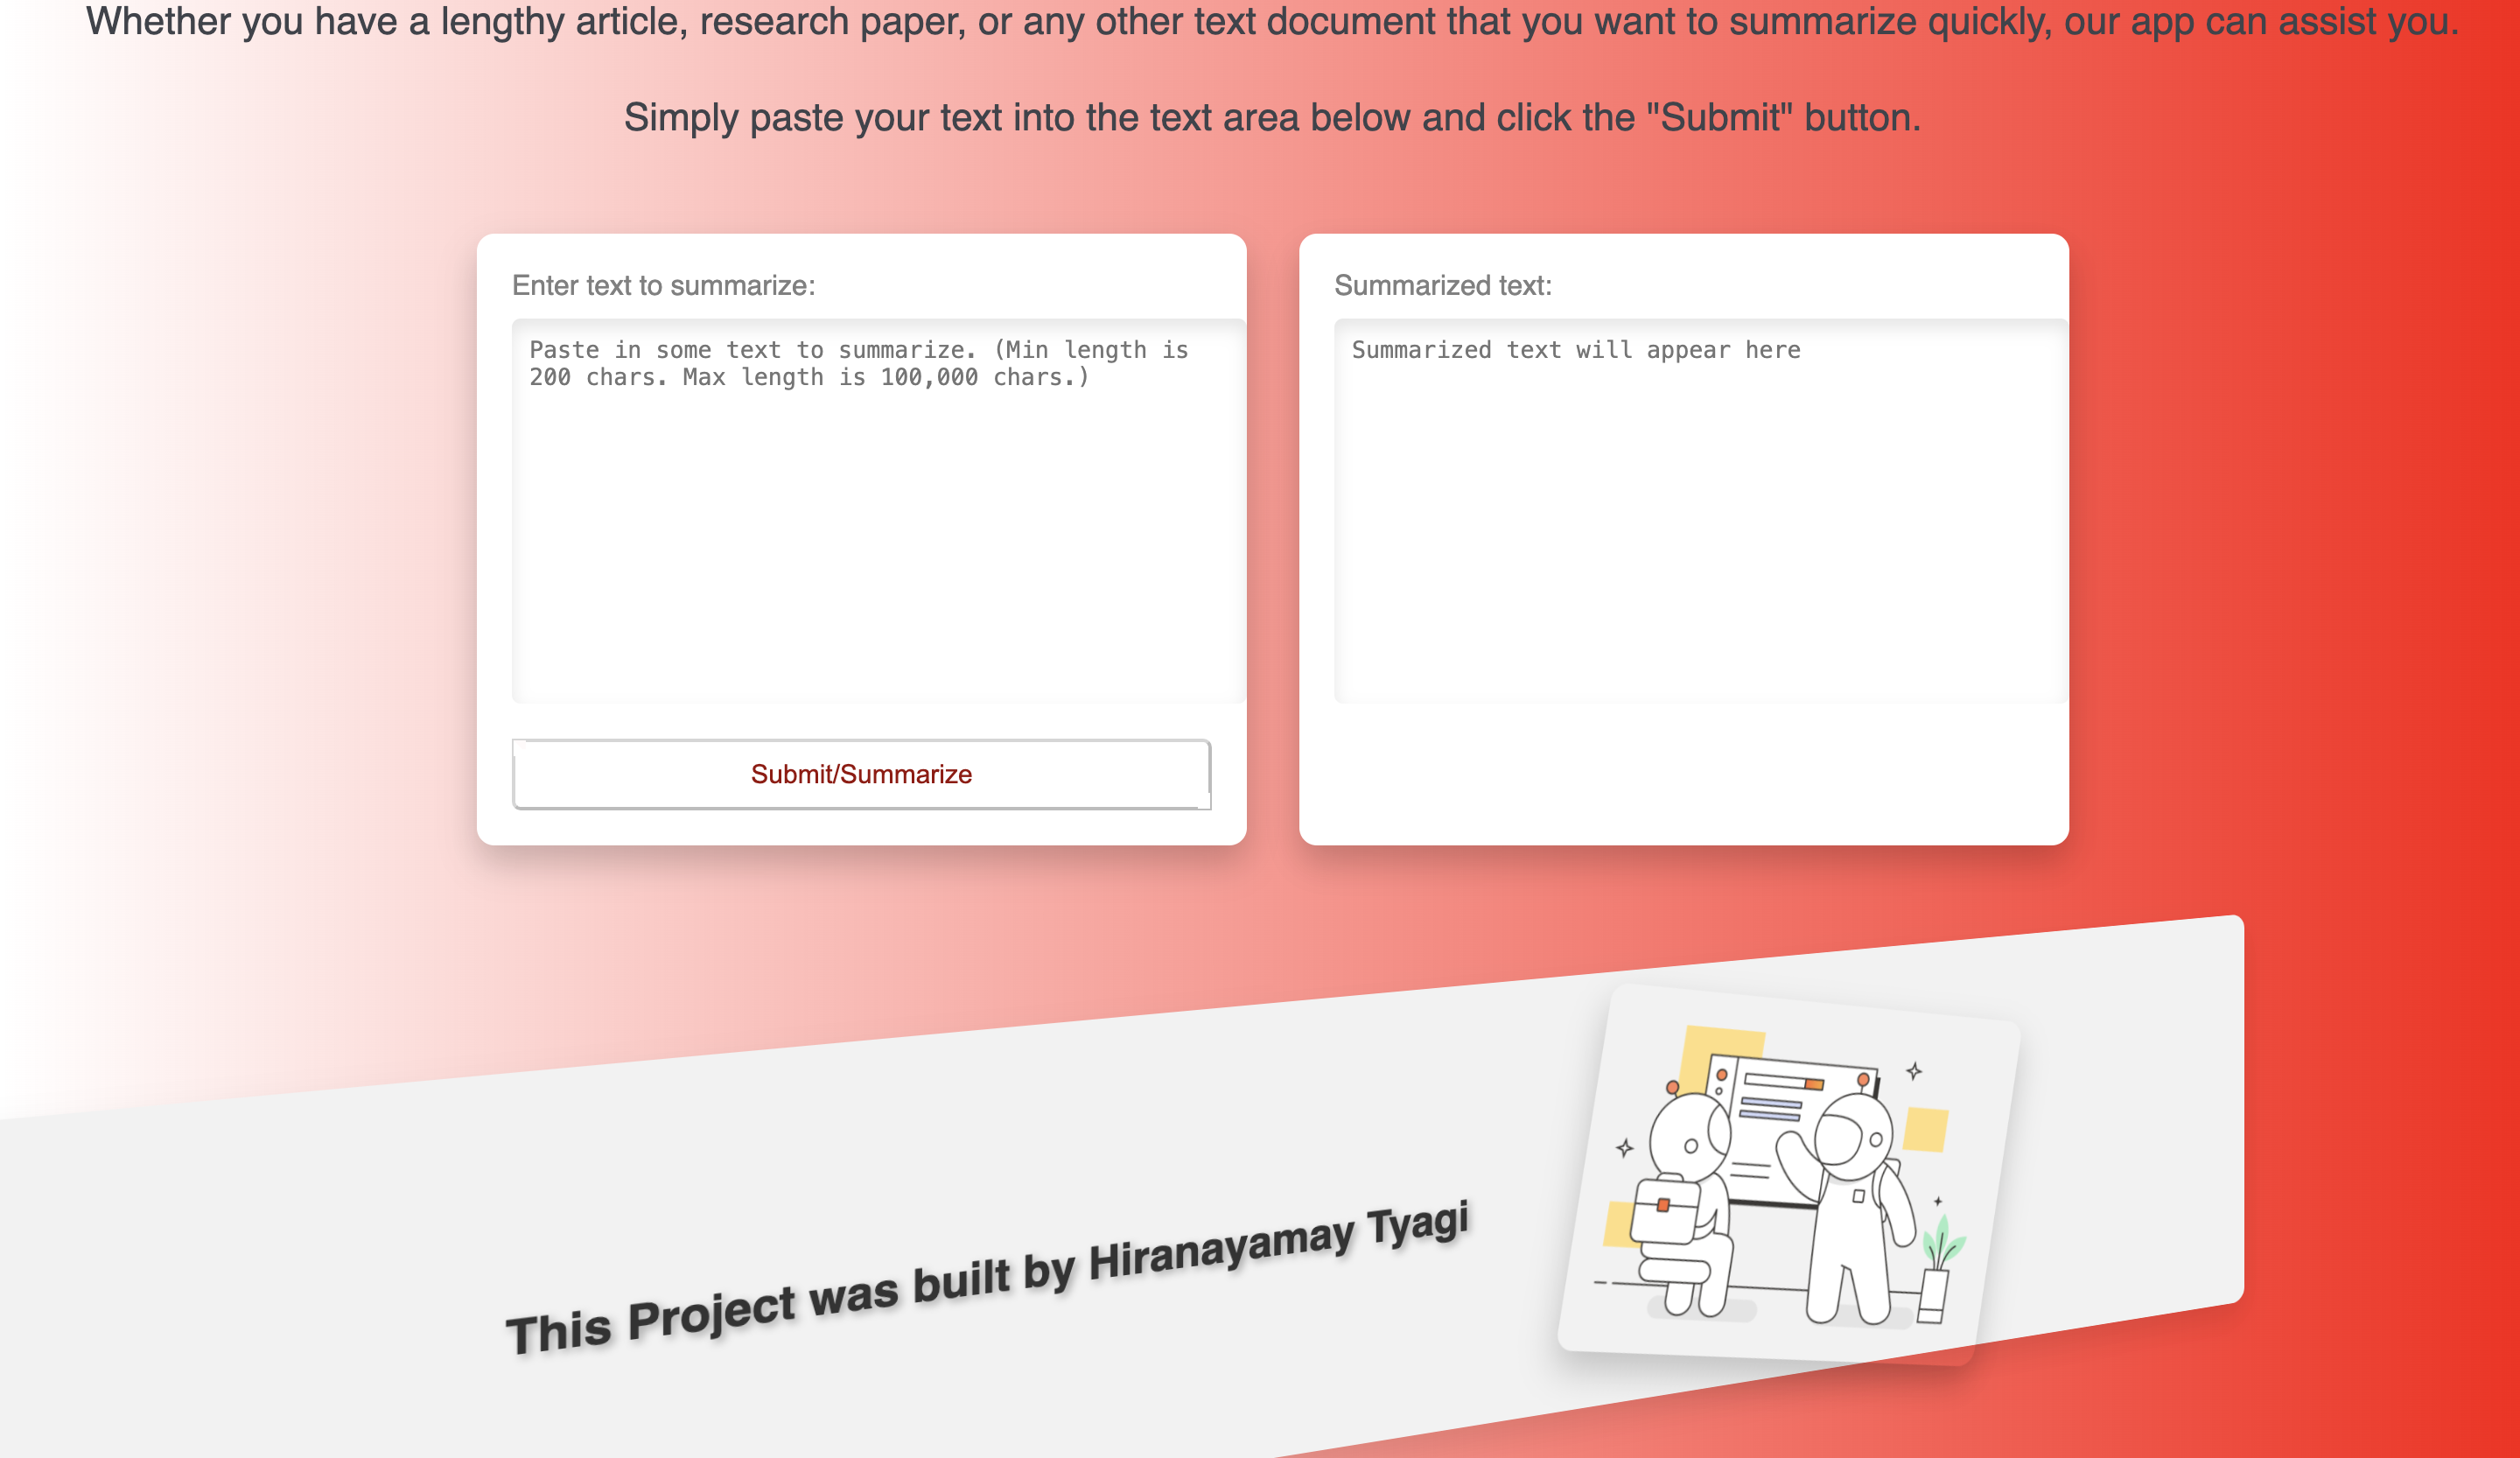 Whether you have a lengthy article, research paper, or any other text document that you want to summarize quickly, our app can assist you.
Simply paste your text into the text area below and click the "Submit" button.
Enter text to summarize:
Paste in some text to summarize. (Min length is
200 chars. Max length is 100,000 chars.)
Submit/Summarize
Summarized text:
Summarized text will appear here
This Project was built by Hiranayamay Tyagi